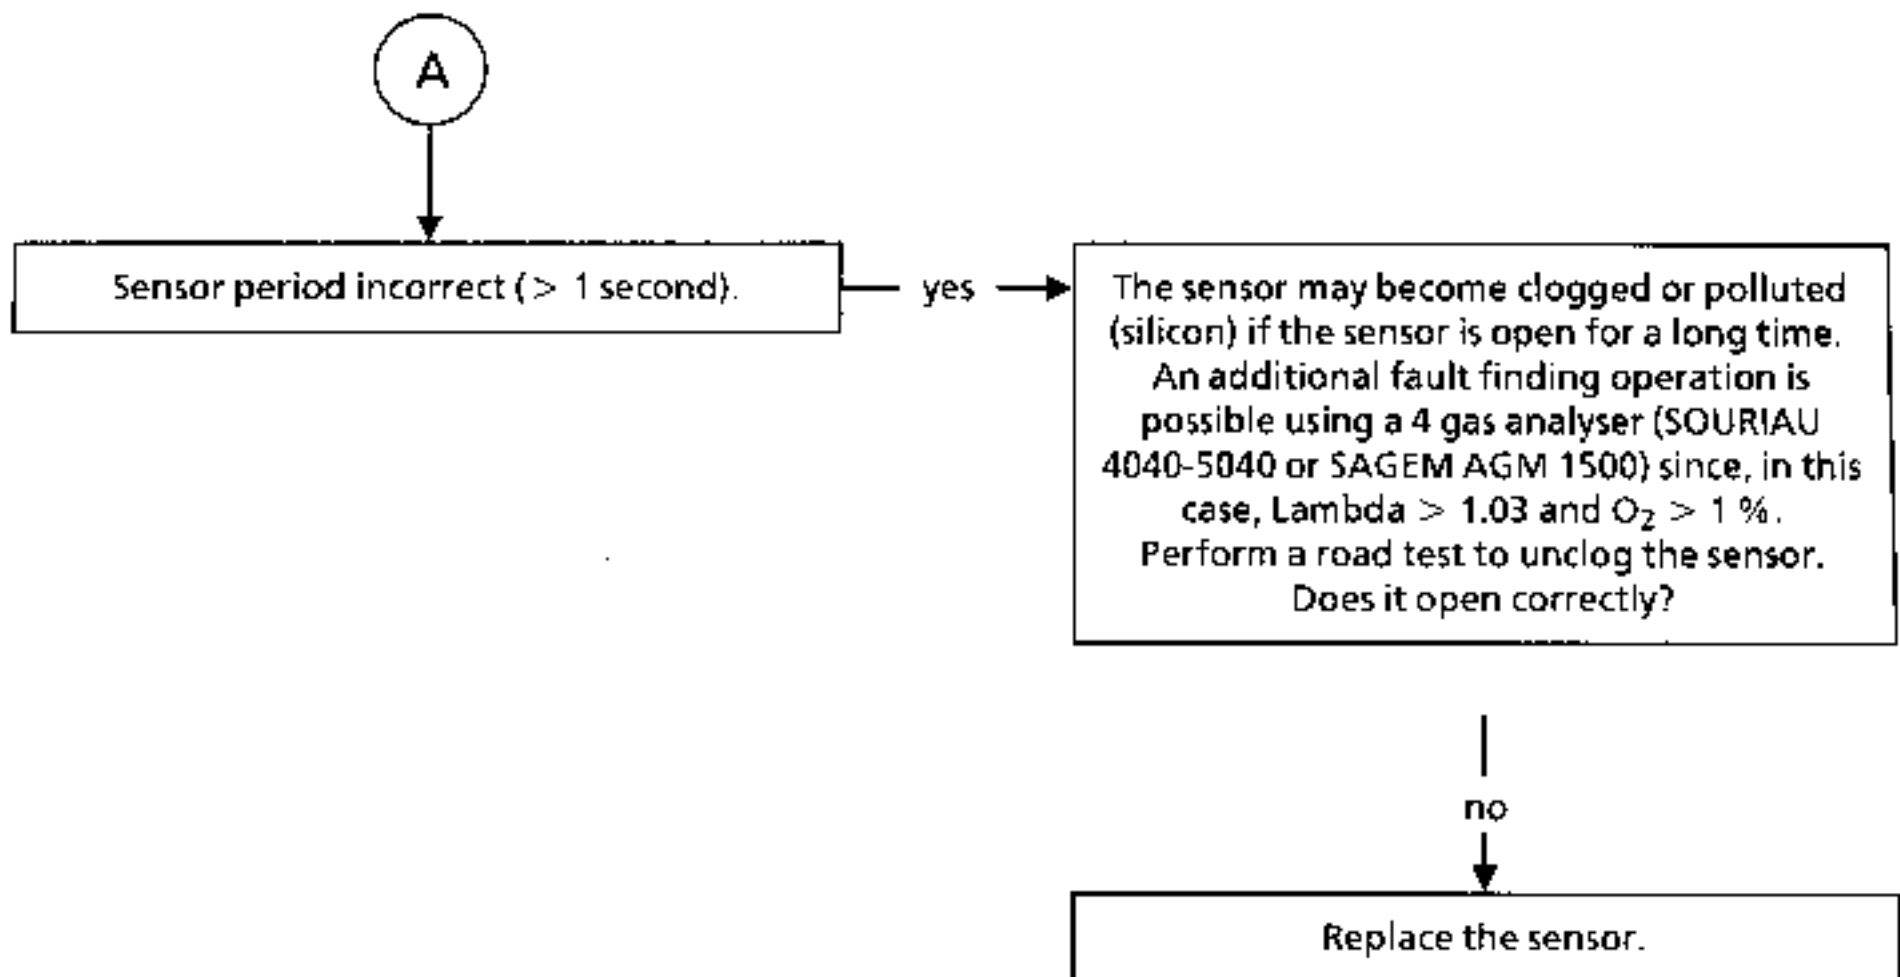 A
Sensor period incorrect (> 1 second).
yes
The sensor may become clogged or polluted
(silicon) if the sensor is open for a long time.
An additional fault finding operation is
possible using a 4 gas analyser (SOURIAU
4040-5040 or SAGEM AGM 1500) since, in this
case, Lambda > 1.03 and O₂ > 1 %.
Perform a road test to unclog the sensor.
Does it open correctly?
no
Replace the sensor.